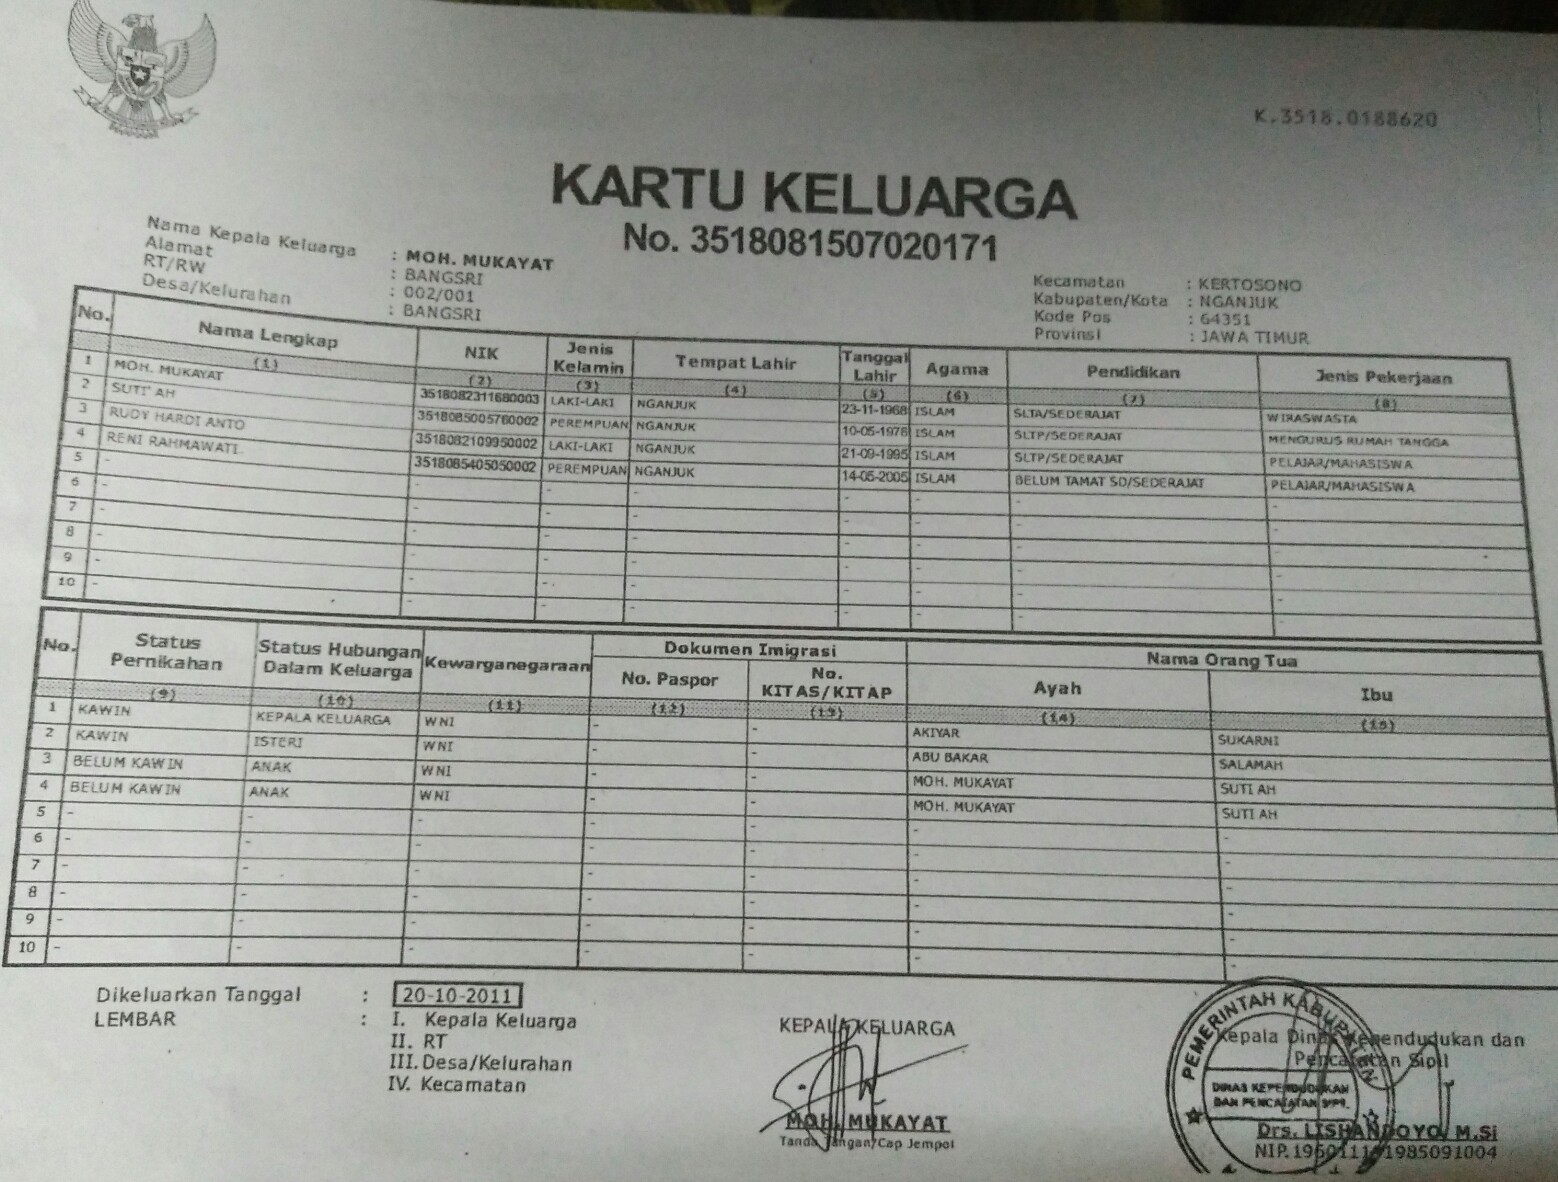 K.3518.0188620
KARTU KELUARGA
No. 3518081507020171
Nama Kepala Keluarga : MOH. MUKAYAT
Alamat : BANGSRI
RT/RW : 002/001
Desa/Kelurahan : BANGSRI
Kecamatan : KERTOSONO
Kabupaten/Kota : NGANJUK
Kode Pos : 64351
Provinsi : JAWA TIMUR
No. Nama Lengkap NIK Jenis Kelamin Tempat Lahir Tanggal Lahir Agama Pendidikan Jenis Pekerjaan
(1) (2) (3) (4) (5) (6) (7) (8)
1 MOH. MUKAYAT 3518082311680003 LAKI-LAKI NGANJUK 23-11-1968 ISLAM SLTA/SEDERAJAT WIRASWASTA
2 SUTI' AH 3518085005760002 PEREMPUAN NGANJUK 10-05-1976 ISLAM SLTP/SEDERAJAT MENGURUS RUMAH TANGGA
3 RUDY HARDI ANTO 3518082109950002 LAKI-LAKI NGANJUK 21-09-1995 ISLAM SLTP/SEDERAJAT PELAJAR/MAHASISWA
4 RENI RAHMAWATI 3518085405050002 PEREMPUAN NGANJUK 14-05-2005 ISLAM BELUM TAMAT SD/SEDERAJAT PELAJAR/MAHASISWA
5 - - - - - - - -
6 - - - - - - - -
7 - - - - - - - -
8 - - - - - - - -
9 - - - - - - - -
10 - - - - - - - -
No. Status Pernikahan Status Hubungan Dalam Keluarga Kewarganegaraan Dokumen Imigrasi Nama Orang Tua
No. Paspor No. KITAS/KITAP Ayah Ibu
(9) (10) (11) (12) (13) (14) (15)
1 KAWIN KEPALA KELUARGA WNI - - AKIYAR SUKARNI
2 KAWIN ISTERI WNI - - ABU BAKAR SALAMAH
3 BELUM KAWIN ANAK WNI - - MOH. MUKAYAT SUTI AH
4 BELUM KAWIN ANAK WNI - - MOH. MUKAYAT SUTI AH
5 - - - - - - -
6 - - - - - - -
7 - - - - - - -
8 - - - - - - -
9 - - - - - - -
10 - - - - - - -
Dikeluarkan Tanggal : 20-10-2011
LEMBAR : I. Kepala Keluarga
II. RT
III. Desa/Kelurahan
IV. Kecamatan
KEPALA KELUARGA
MOH. MUKAYAT
Tanda Tangan/Cap Jempol
PEMERINTAH KABUPATEN
Kepala Dinas Kependudukan dan
Pencatatan Sipil
DINAS KEPENDUDUKAN
DAN PENCATATAN SIPIL
Drs. LISHANDOYO, M.Si